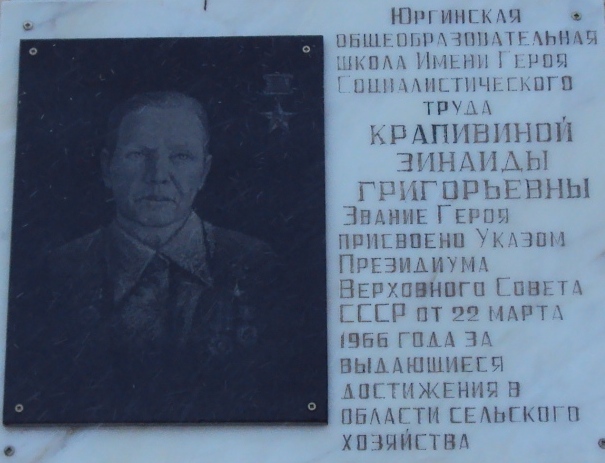 Юргинская
общеобразовательная
школа Имени Героя
Социалистического
труда
Крапивиной
Зинаиды
Григорьевны
Звание Героя
присвоено Указом
Президиума
Верховного Совета
СССР от 22 марта
1966 года за
выдающиеся
достижения в
области сельского
хозяйства